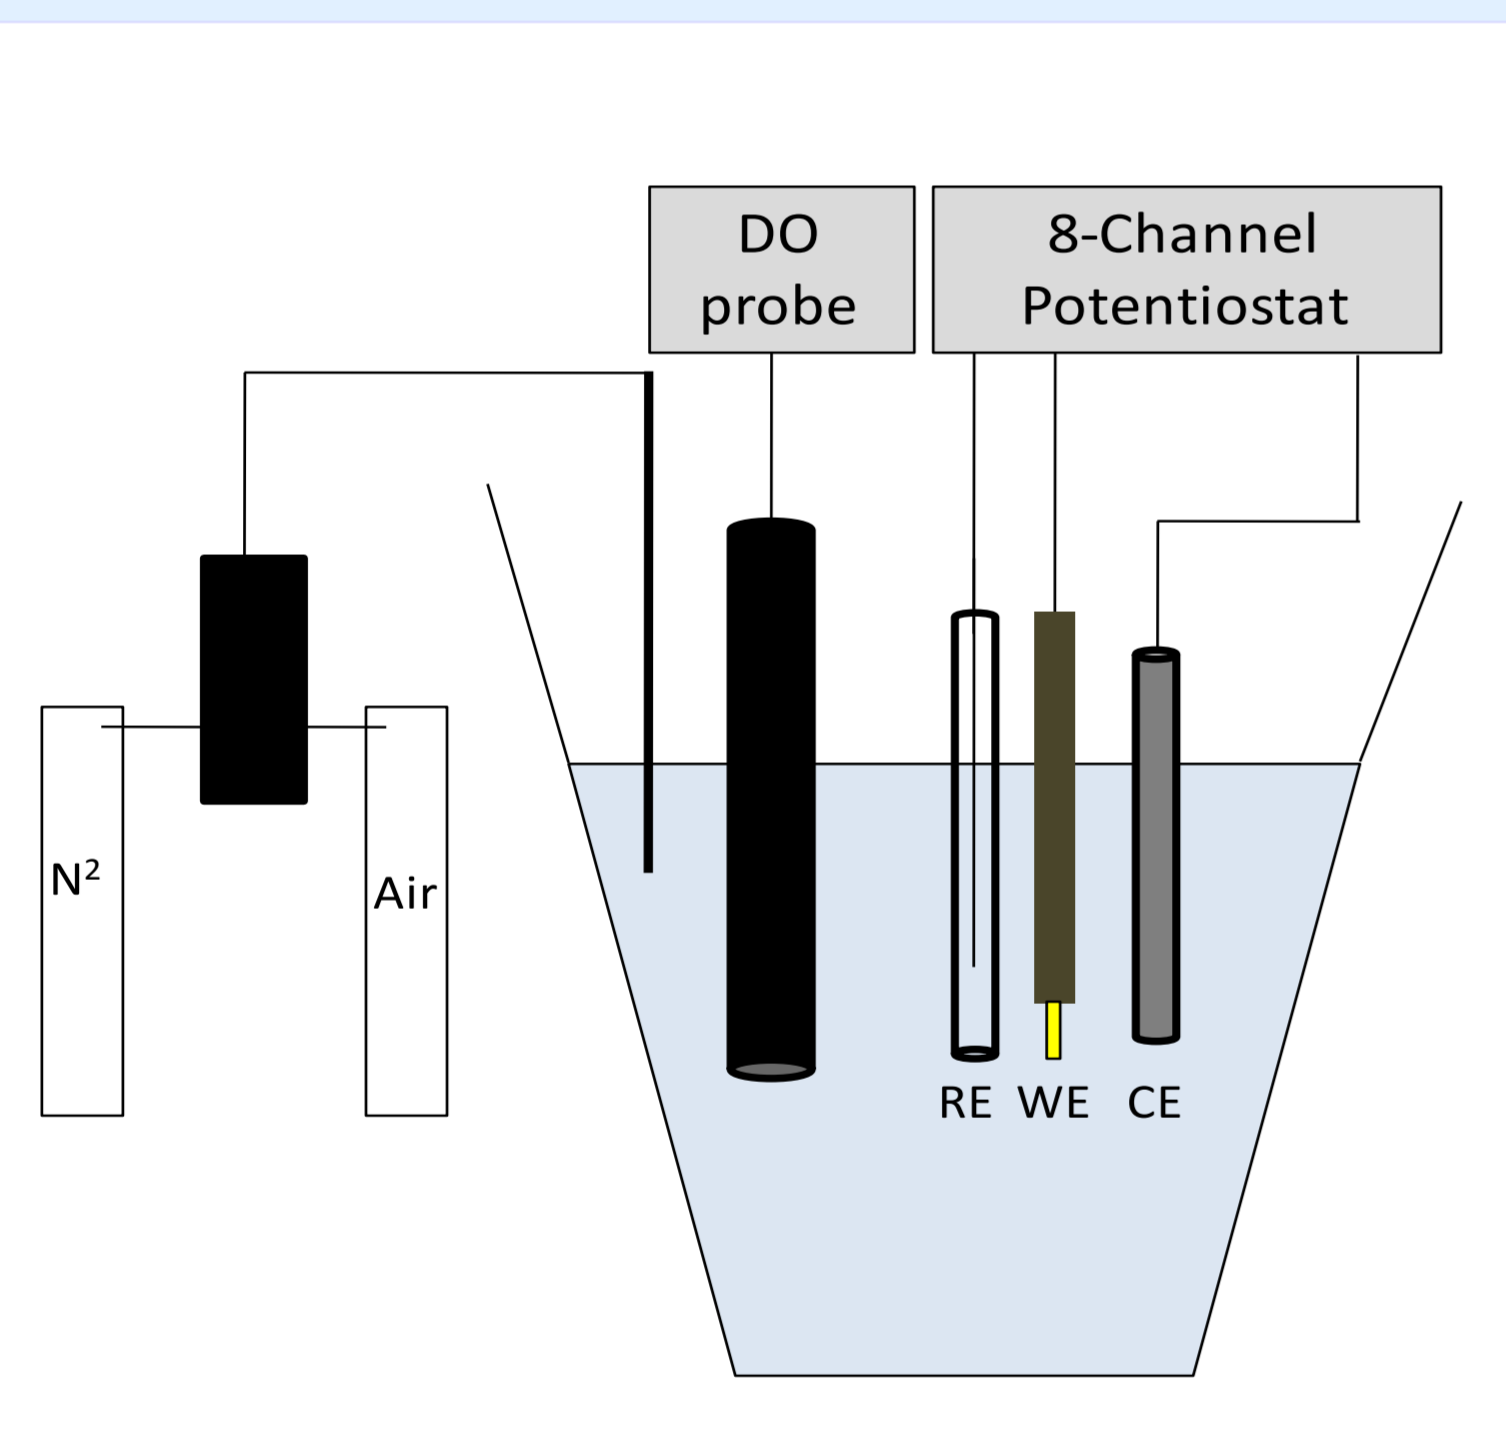 DO
probe
8-Channel
Potentiostat
N²
Air
RE WE CE